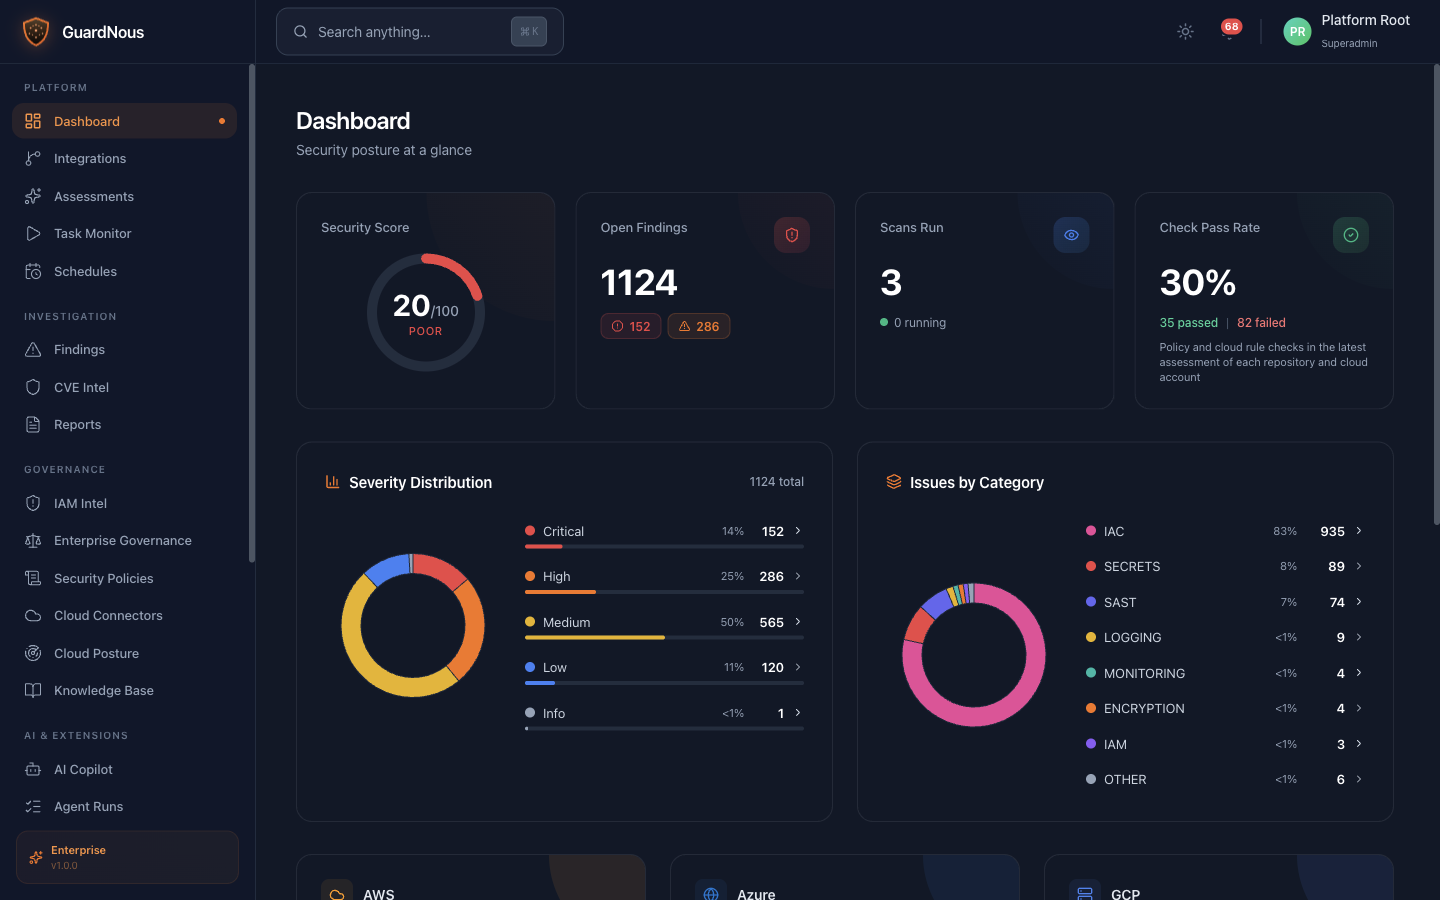 GuardNous
Search anything...
⌘K
68
PR
Platform Root
Superadmin
PLATFORM
Dashboard
Integrations
Assessments
Task Monitor
Schedules
INVESTIGATION
Findings
CVE Intel
Reports
GOVERNANCE
IAM Intel
Enterprise Governance
Security Policies
Cloud Connectors
Cloud Posture
Knowledge Base
AI & EXTENSIONS
AI Copilot
Agent Runs
Enterprise
v1.0.0
Dashboard
Security posture at a glance
Security Score
20/100
POOR
Open Findings
1124
152 286
Scans Run
3
0 running
Check Pass Rate
30%
35 passed | 82 failed
Policy and cloud rule checks in the latest
assessment of each repository and cloud
account
Severity Distribution 1124 total
Critical 14% 152
High 25% 286
Medium 50% 565
Low 11% 120
Info <1% 1
Issues by Category
IAC 83% 935
SECRETS 8% 89
SAST 7% 74
LOGGING <1% 9
MONITORING <1% 4
ENCRYPTION <1% 4
IAM <1% 3
OTHER <1% 6
AWS
Azure
GCP